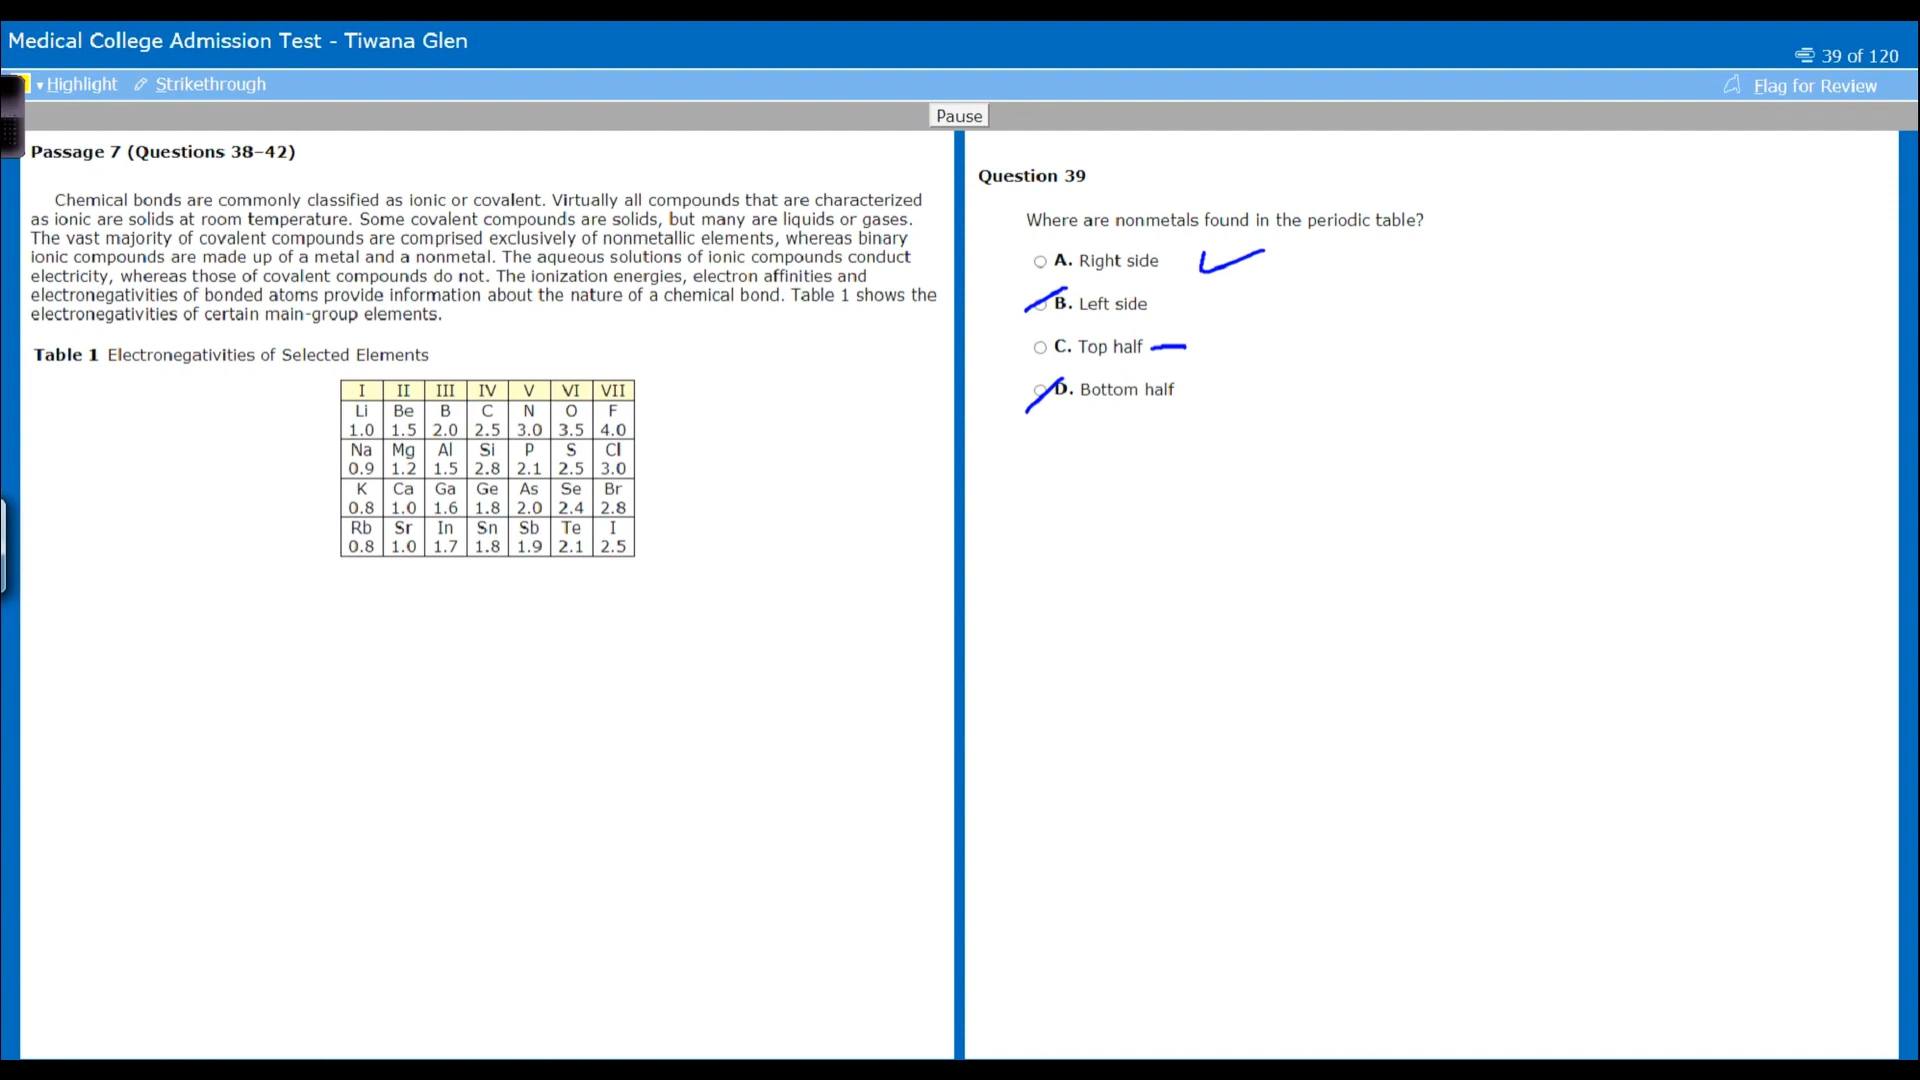 Medical College Admission Test - Tiwana Glen
39 of 120
Highlight Strikethrough
Flag for Review
Pause
Passage 7 (Questions 38–42)
Chemical bonds are commonly classified as ionic or covalent. Virtually all compounds that are characterized
as ionic are solids at room temperature. Some covalent compounds are solids, but many are liquids or gases.
The vast majority of covalent compounds are comprised exclusively of nonmetallic elements, whereas binary
ionic compounds are made up of a metal and a nonmetal. The aqueous solutions of ionic compounds conduct
electricity, whereas those of covalent compounds do not. The ionization energies, electron affinities and
electronegativities of bonded atoms provide information about the nature of a chemical bond. Table 1 shows the
electronegativities of certain main-group elements.
Table 1 Electronegativities of Selected Elements
I II III IV V VI VII
Li Be B C N O F
1.0 1.5 2.0 2.5 3.0 3.5 4.0
Na Mg Al Si P S Cl
0.9 1.2 1.5 2.8 2.1 2.5 3.0
K Ca Ga Ge As Se Br
0.8 1.0 1.6 1.8 2.0 2.4 2.8
Rb Sr In Sn Sb Te I
0.8 1.0 1.7 1.8 1.9 2.1 2.5
Question 39
Where are nonmetals found in the periodic table?
A. Right side
B. Left side
C. Top half
D. Bottom half